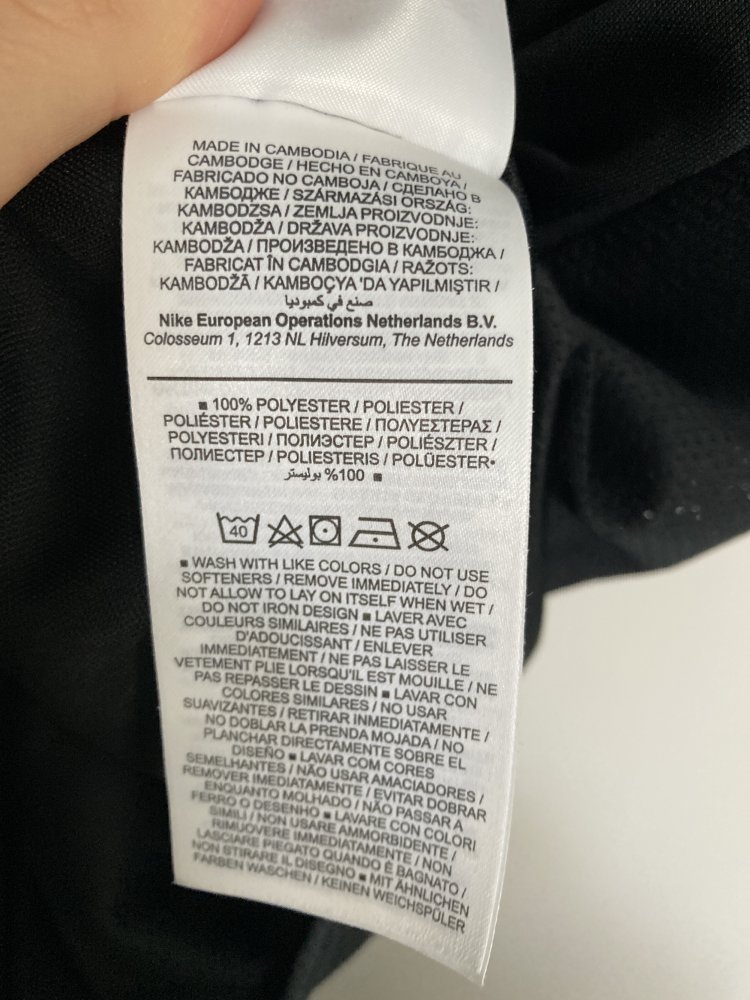 MADE IN CAMBODIA / FABRIQUE AU
CAMBODGE / HECHO EN CAMBOYA /
FABRICADO NO CAMBOJA / СДЕЛАНО В
КАМБОДЖЕ / SZÁRMAZÁSI ORSZÁG:
KAMBODZSA / ZEMLJA PROIZVODNJE:
KAMBODŽA / DRŽAVA PROIZVODNJE:
KAMBODŽA / ПРОИЗВЕДЕНО В КАМБОДЖА /
FABRICAT ÎN CAMBODGIA / RAŽOTS:
KAMBODŽĀ / KAMBOÇYA 'DA YAPILMIŞTIR /
صنع في كمبوديا
Nike European Operations Netherlands B.V.
Colosseum 1, 1213 NL Hilversum, The Netherlands
■ 100% POLYESTER / POLIESTER /
POLIÉSTER / POLIESTERE / ΠΟΛΥΕΣΤΕΡΑΣ /
POLYESTERI / ПОЛИЭСТЕР / POLIÉSZTER /
ПОЛИЕСТЕР / POLIESTERIS / POLÜESTER•
■ 100% بوليستر
40
■ WASH WITH LIKE COLORS / DO NOT USE
SOFTENERS / REMOVE IMMEDIATELY / DO
NOT ALLOW TO LAY ON ITSELF WHEN WET /
DO NOT IRON DESIGN ■ LAVER AVEC
COULEURS SIMILAIRES / NE PAS UTILISER
D'ADOUCISSANT / ENLEVER
IMMEDIATEMENT / NE PAS LAISSER LE
VETEMENT PLIE LORSQU'IL EST MOUILLE / NE
PAS REPASSER LE DESSIN ■ LAVAR CON
COLORES SIMILARES / NO USAR
SUAVIZANTES / RETIRAR INMEDIATAMENTE /
NO DOBLAR LA PRENDA MOJADA / NO
PLANCHAR DIRECTAMENTE SOBRE EL
DISEÑO ■ LAVAR COM CORES
SEMELHANTES / NÃO USAR AMACIADORES /
REMOVER IMEDIATAMENTE / EVITAR DOBRAR
ENQUANTO MOLHADO / NÃO PASSAR A
FERRO O DESENHO ■ LAVARE CON COLORI
SIMILI / NON USARE AMMORBIDENTE /
RIMUOVERE IMMEDIATAMENTE / NON
LASCIARE PIEGATO QUANDO È BAGNATO /
NON STIRARE IL DISEGNO ■ MIT ÄHNLICHEN
FARBEN WASCHEN / KEINEN WEICHSPÜLER